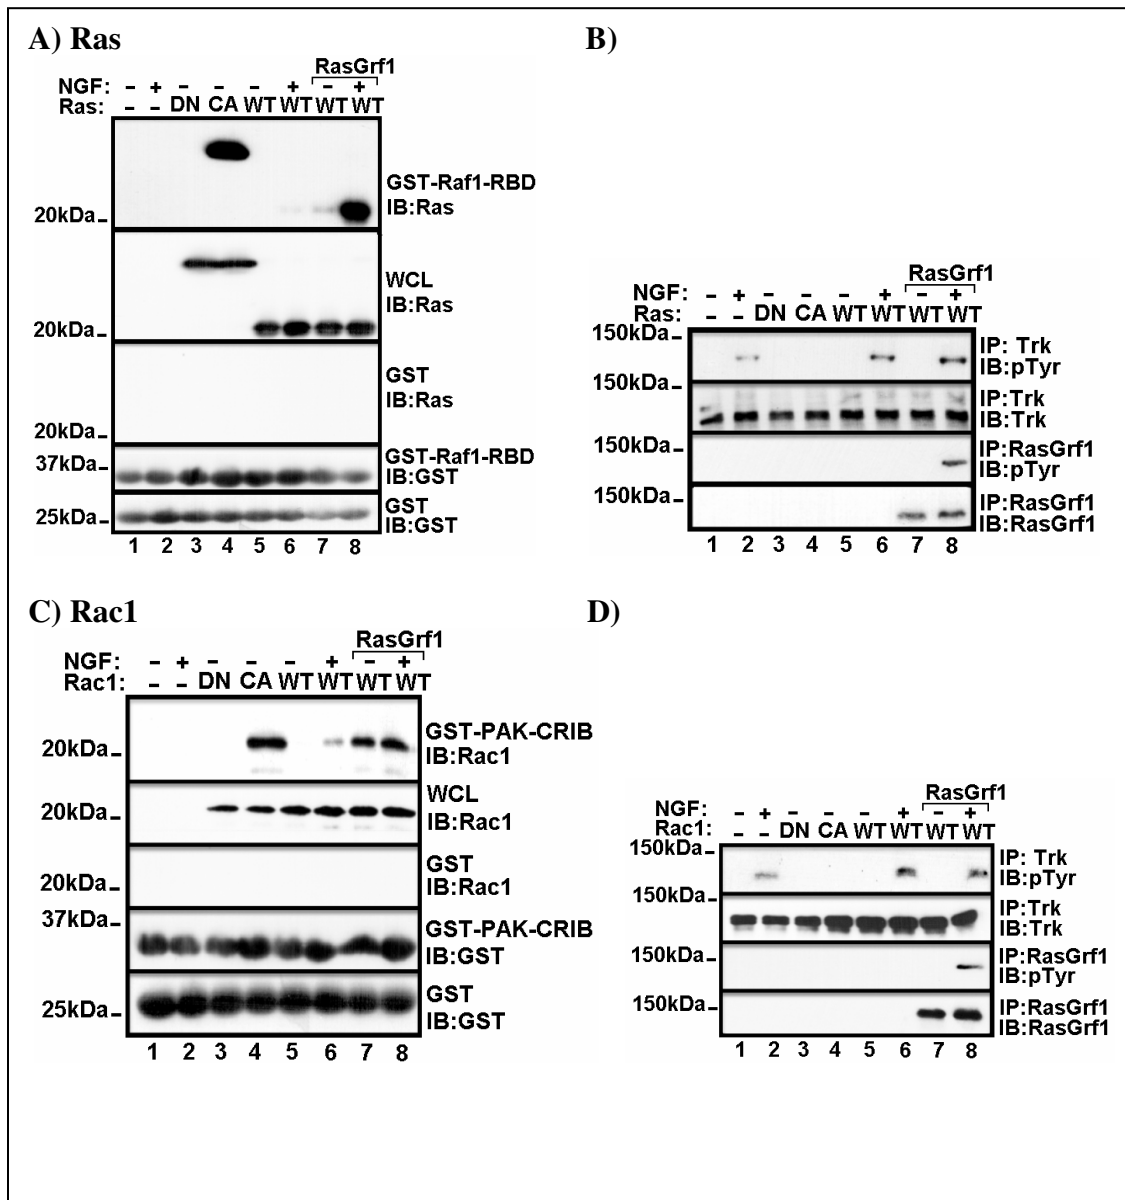 A) Ras
RasGrf1
NGF: - + - - - + - +
Ras: - - DN CA WT WT WT WT
GST-Raf1-RBD
IB:Ras
20kDa
WCL
IB:Ras
20kDa
GST
IB:Ras
20kDa
37kDa
GST-Raf1-RBD
IB:GST
25kDa
GST
IB:GST
1 2 3 4 5 6 7 8
B)
RasGrf1
NGF: - + - - - + - +
Ras: - - DN CA WT WT WT WT
150kDa
IP: Trk
IB:pTyr
150kDa
IP:Trk
IB:Trk
150kDa
IP:RasGrf1
IB:pTyr
150kDa
IP:RasGrf1
IB:RasGrf1
1 2 3 4 5 6 7 8
C) Rac1
RasGrf1
NGF: - + - - - + - +
Rac1: - - DN CA WT WT WT WT
GST-PAK-CRIB
IB:Rac1
20kDa
WCL
IB:Rac1
20kDa
GST
IB:Rac1
20kDa
37kDa
GST-PAK-CRIB
IB:GST
25kDa
GST
IB:GST
1 2 3 4 5 6 7 8
D)
RasGrf1
NGF: - + - - - + - +
Rac1: - - DN CA WT WT WT WT
150kDa
IP: Trk
IB:pTyr
150kDa
IP:Trk
IB:Trk
150kDa
IP:RasGrf1
IB:pTyr
150kDa
IP:RasGrf1
IB:RasGrf1
1 2 3 4 5 6 7 8